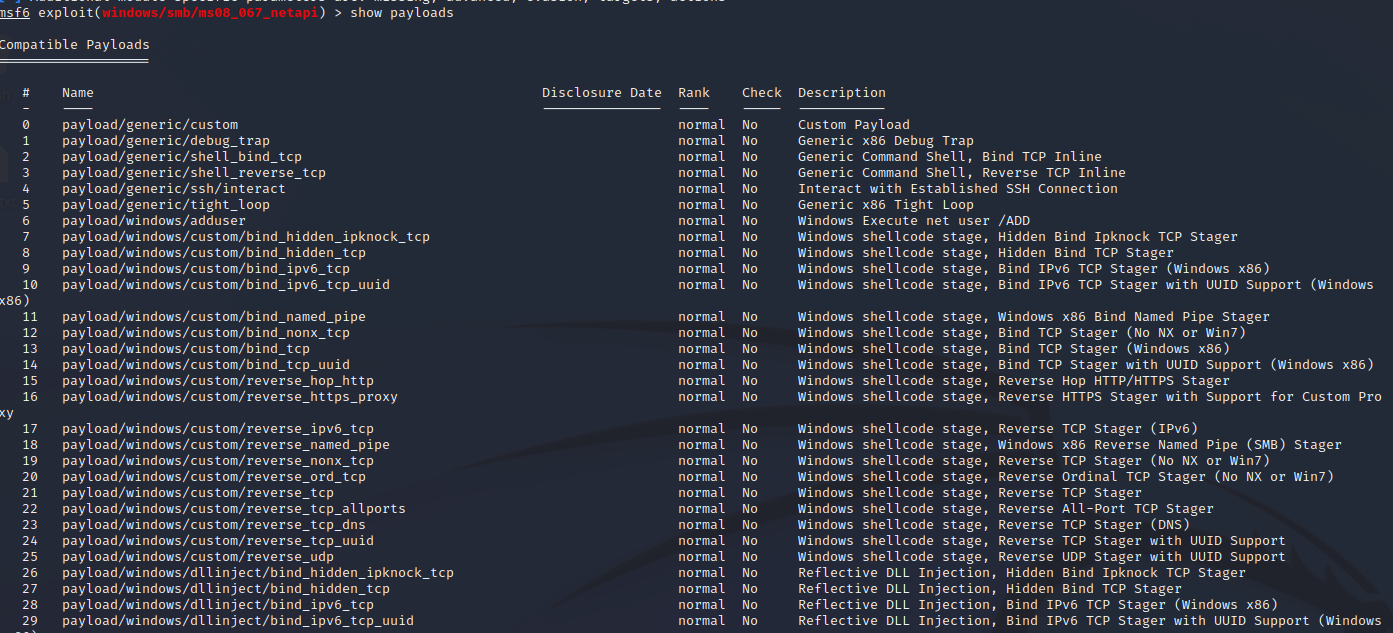 msf6 exploit(windows/smb/ms08_067_netapi) > show payloads
Compatible Payloads
# Name Disclosure Date Rank Check Description
0 payload/generic/custom normal No Custom Payload
1 payload/generic/debug_trap normal No Generic x86 Debug Trap
2 payload/generic/shell_bind_tcp normal No Generic Command Shell, Bind TCP Inline
3 payload/generic/shell_reverse_tcp normal No Generic Command Shell, Reverse TCP Inline
4 payload/generic/ssh/interact normal No Interact with Established SSH Connection
5 payload/generic/tight_loop normal No Generic x86 Tight Loop
6 payload/windows/adduser normal No Windows Execute net user /ADD
7 payload/windows/custom/bind_hidden_ipknock_tcp normal No Windows shellcode stage, Hidden Bind Ipknock TCP Stager
8 payload/windows/custom/bind_hidden_tcp normal No Windows shellcode stage, Hidden Bind TCP Stager
9 payload/windows/custom/bind_ipv6_tcp normal No Windows shellcode stage, Bind IPv6 TCP Stager (Windows x86)
10 payload/windows/custom/bind_ipv6_tcp_uuid normal No Windows shellcode stage, Bind IPv6 TCP Stager with UUID Support (Windows
x86)
11 payload/windows/custom/bind_named_pipe normal No Windows shellcode stage, Windows x86 Bind Named Pipe Stager
12 payload/windows/custom/bind_nonx_tcp normal No Windows shellcode stage, Bind TCP Stager (No NX or Win7)
13 payload/windows/custom/bind_tcp normal No Windows shellcode stage, Bind TCP Stager (Windows x86)
14 payload/windows/custom/bind_tcp_uuid normal No Windows shellcode stage, Bind TCP Stager with UUID Support (Windows x86)
15 payload/windows/custom/reverse_hop_http normal No Windows shellcode stage, Reverse Hop HTTP/HTTPS Stager
16 payload/windows/custom/reverse_https_proxy normal No Windows shellcode stage, Reverse HTTPS Stager with Support for Custom Pro
xy
17 payload/windows/custom/reverse_ipv6_tcp normal No Windows shellcode stage, Reverse TCP Stager (IPv6)
18 payload/windows/custom/reverse_named_pipe normal No Windows shellcode stage, Windows x86 Reverse Named Pipe (SMB) Stager
19 payload/windows/custom/reverse_nonx_tcp normal No Windows shellcode stage, Reverse TCP Stager (No NX or Win7)
20 payload/windows/custom/reverse_ord_tcp normal No Windows shellcode stage, Reverse Ordinal TCP Stager (No NX or Win7)
21 payload/windows/custom/reverse_tcp normal No Windows shellcode stage, Reverse TCP Stager
22 payload/windows/custom/reverse_tcp_allports normal No Windows shellcode stage, Reverse All-Port TCP Stager
23 payload/windows/custom/reverse_tcp_dns normal No Windows shellcode stage, Reverse TCP Stager (DNS)
24 payload/windows/custom/reverse_tcp_uuid normal No Windows shellcode stage, Reverse TCP Stager with UUID Support
25 payload/windows/custom/reverse_udp normal No Windows shellcode stage, Reverse UDP Stager with UUID Support
26 payload/windows/dllinject/bind_hidden_ipknock_tcp normal No Reflective DLL Injection, Hidden Bind Ipknock TCP Stager
27 payload/windows/dllinject/bind_hidden_tcp normal No Reflective DLL Injection, Hidden Bind TCP Stager
28 payload/windows/dllinject/bind_ipv6_tcp normal No Reflective DLL Injection, Bind IPv6 TCP Stager (Windows x86)
29 payload/windows/dllinject/bind_ipv6_tcp_uuid normal No Reflective DLL Injection, Bind IPv6 TCP Stager with UUID Support (Windows